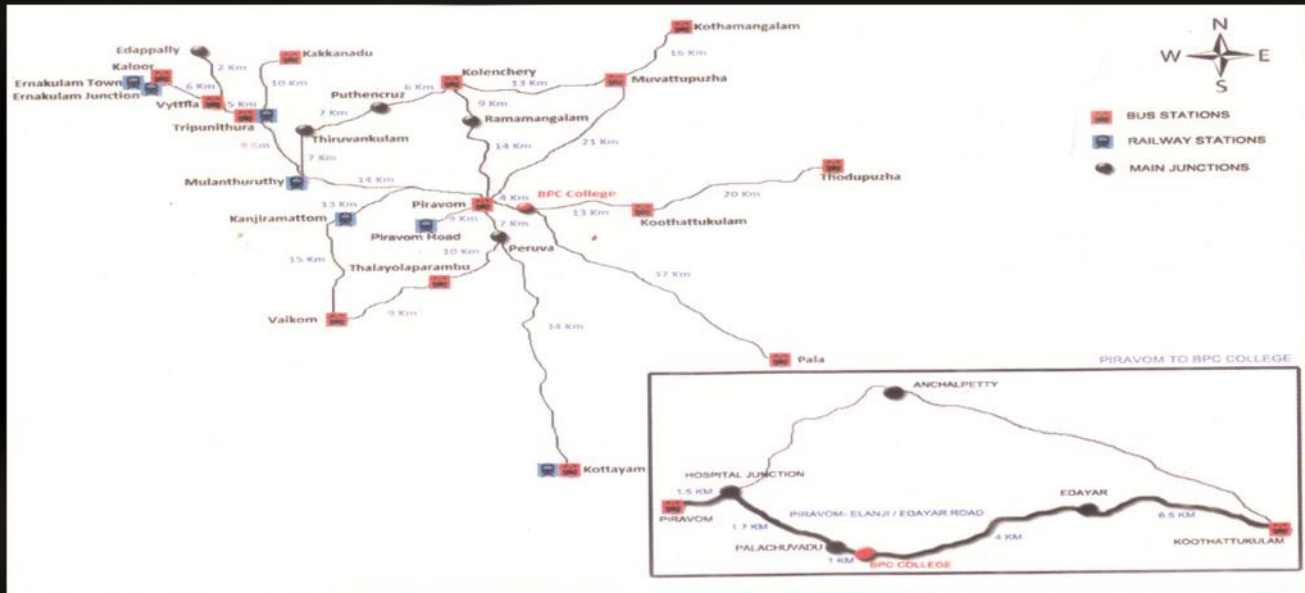 N
W
E
S
BUS STATIONS
RAILWAY STATIONS
MAIN JUNCTIONS
Kothamangalam
16 Km
Edappally
2 Km
Kakkanadu
10 Km
Kaloor
Ernakulam Town
Ernakulam Junction
6 Km
Vyttila
5 Km
Tripunithura
Kolenchery
6 Km
13 Km
Muvattupuzha
Puthencruz
7 Km
9 Km
Ramamangalam
Thiruvankulam
7 Km
14 Km
21 Km
Mulanthuruthy
14 Km
Thodupuzha
20 Km
4 Km
BPC College
13 Km
Koothattukulam
13 Km
Piravom
Kanjiramattom
9 Km
Piravom Road
7 Km
Peruva
10 Km
15 Km
Thalayolaparambu
9 Km
Vaikom
37 Km
34 Km
Pala
Kottayam
PIRAVOM TO BPC COLLEGE
ANCHALPETTY
HOSPITAL JUNCTION
1.5 KM
PIRAVOM
PIRAVOM- ELANJI / EDAYAR ROAD
EDAYAR
6.5 KM
1.7 KM
4 KM
KOOTHATTUKULAM
PALACHUVADU
1 KM
BPC COLLEGE